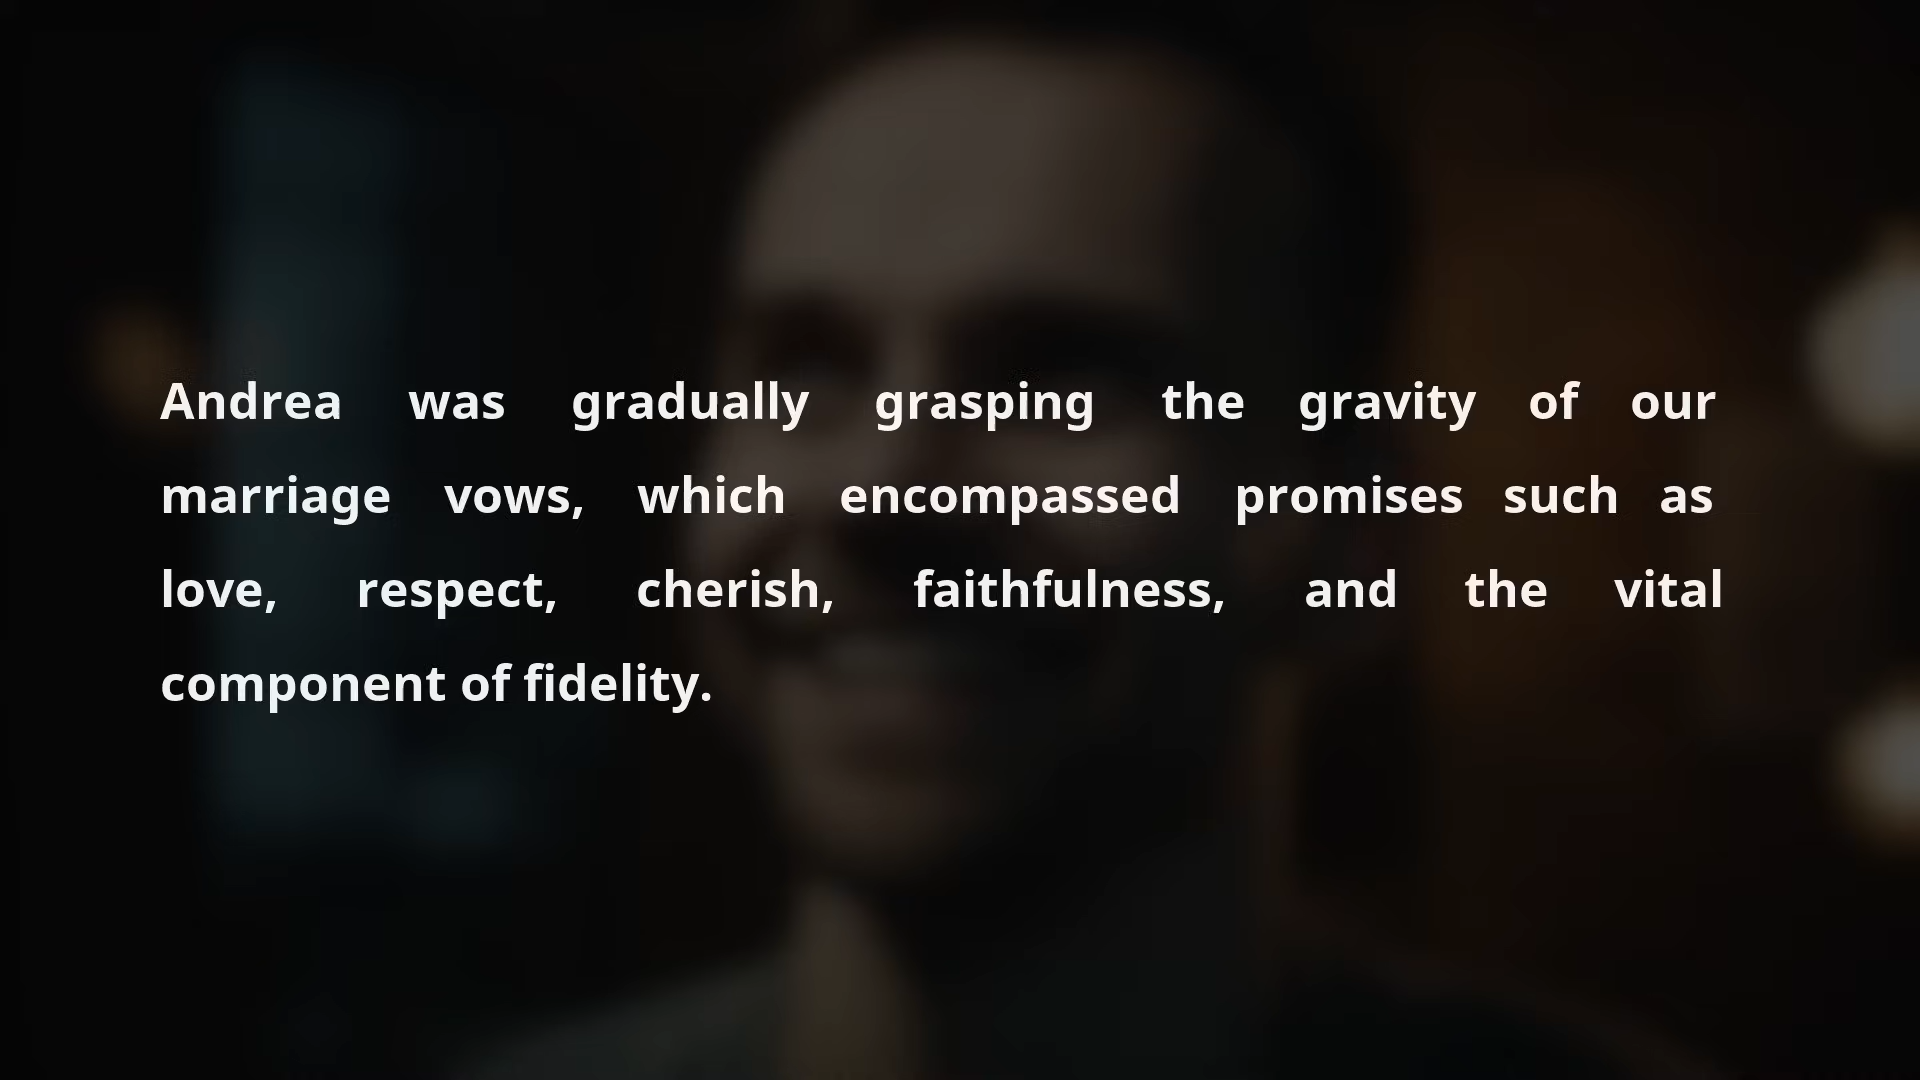 Andrea was gradually grasping the gravity of our
marriage vows, which encompassed promises such as
love, respect, cherish, faithfulness, and the vital
component of fidelity.